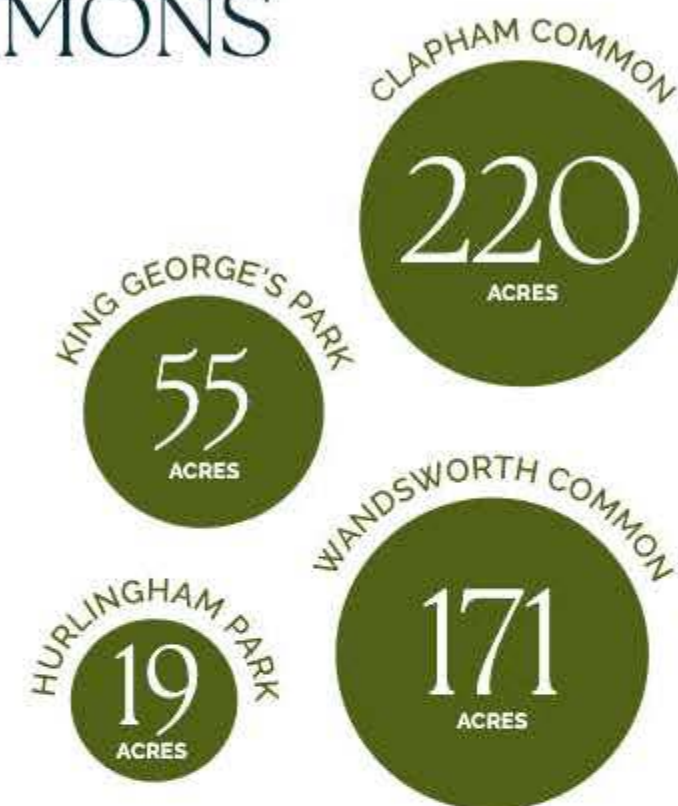 MONS
CLAPHAM COMMON
220
ACRES
KING GEORGE'S PARK
55
ACRES
WANDSWORTH COMMON
171
ACRES
HURLINGHAM PARK
19
ACRES